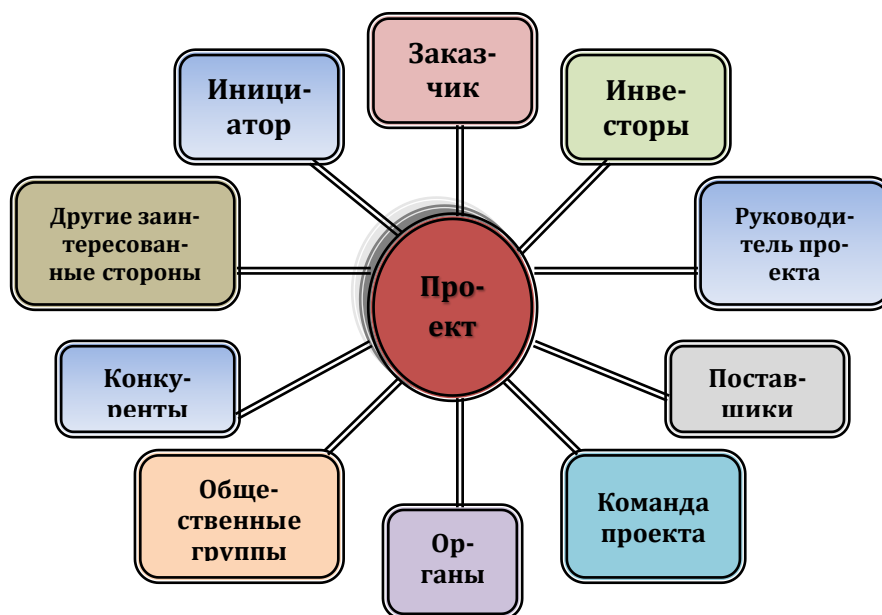 Заказ-
чик
Иници-
атор
Инве-
сторы
Другие заин-
тересован-
ные стороны
Руководи-
тель про-
екта
Про-
ект
Конку-
ренты
Постав-
щики
Обще-
ственные
группы
Ор-
ганы
Команда
проекта